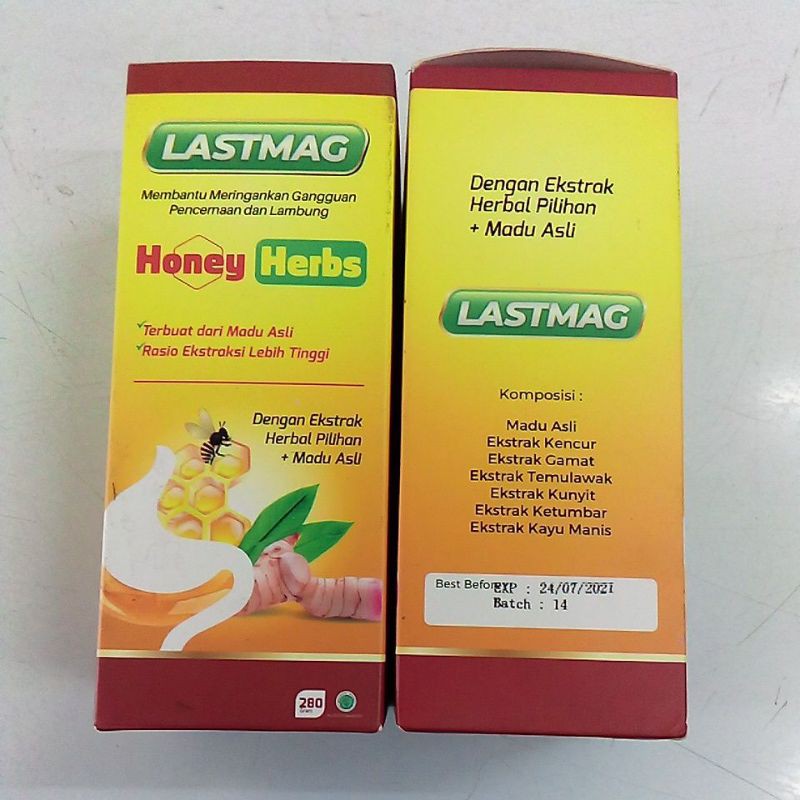 LASTMAG
Membantu Meringankan Gangguan
Pencernaan dan Lambung
Honey Herbs
Terbuat dari Madu Asli
Rasio Ekstraksi Lebih Tinggi
Dengan Ekstrak
Herbal Pilihan
+ Madu Asli
280
Dengan Ekstrak
Herbal Pilihan
+ Madu Asli
LASTMAG
Komposisi :
Madu Asli
Ekstrak Kencur
Ekstrak Gamat
Ekstrak Temulawak
Ekstrak Kunyit
Ekstrak Ketumbar
Ekstrak Kayu Manis
Best Before
EXP : 24/07/2021
Batch : 14